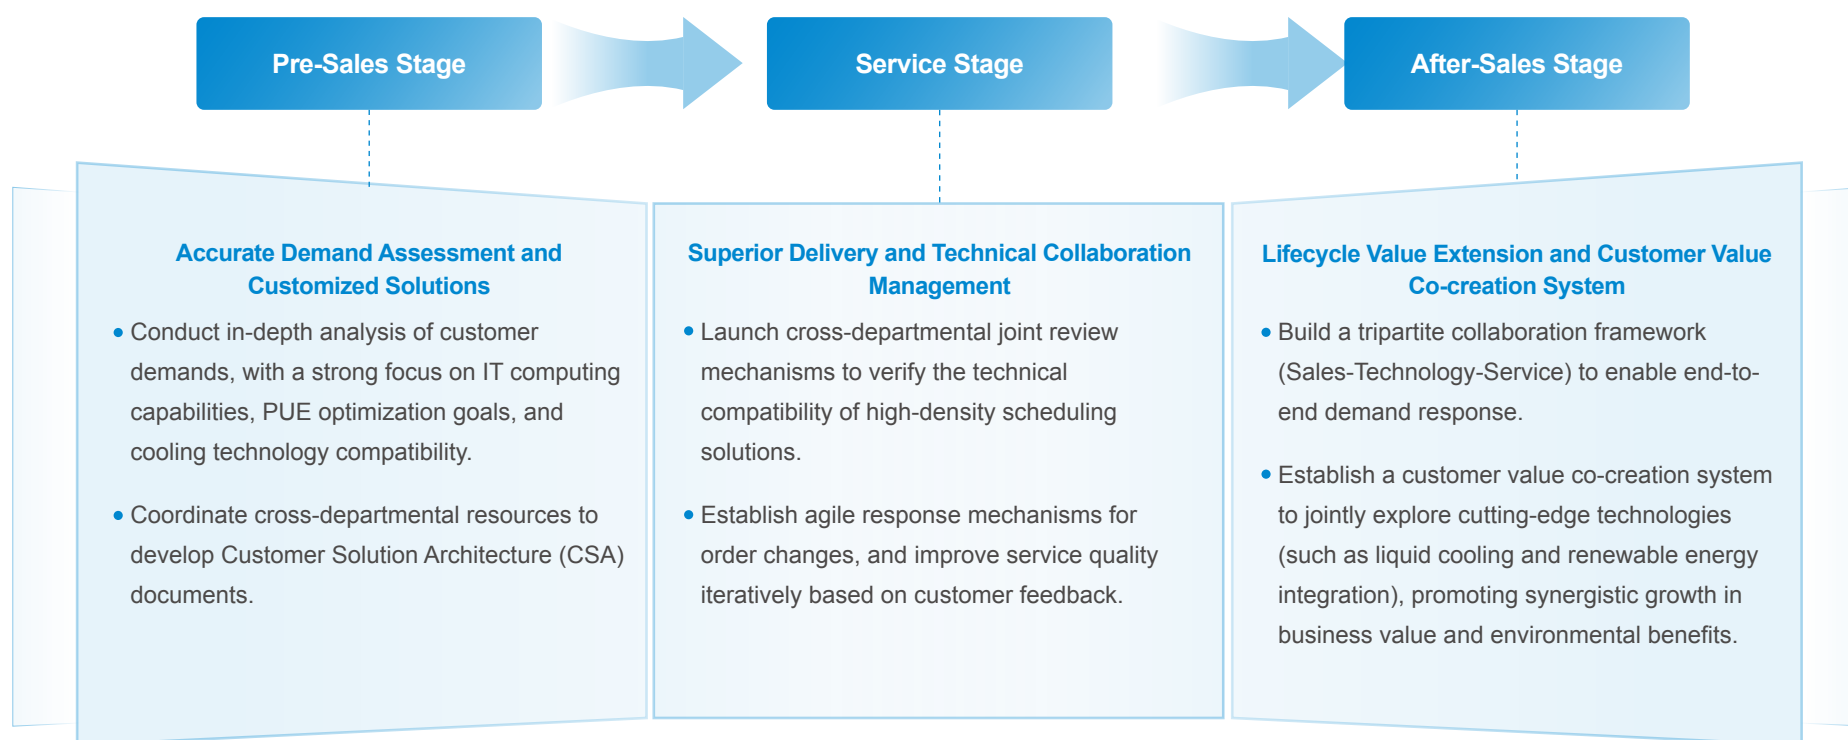 Pre-Sales Stage
Service Stage
After-Sales Stage
Accurate Demand Assessment and
Customized Solutions
• Conduct in-depth analysis of customer
demands, with a strong focus on IT computing
capabilities, PUE optimization goals, and
cooling technology compatibility.
• Coordinate cross-departmental resources to
develop Customer Solution Architecture (CSA)
documents.
Superior Delivery and Technical Collaboration
Management
• Launch cross-departmental joint review
mechanisms to verify the technical
compatibility of high-density scheduling
solutions.
• Establish agile response mechanisms for
order changes, and improve service quality
iteratively based on customer feedback.
Lifecycle Value Extension and Customer Value
Co-creation System
• Build a tripartite collaboration framework
(Sales-Technology-Service) to enable end-to-
end demand response.
• Establish a customer value co-creation system
to jointly explore cutting-edge technologies
(such as liquid cooling and renewable energy
integration), promoting synergistic growth in
business value and environmental benefits.